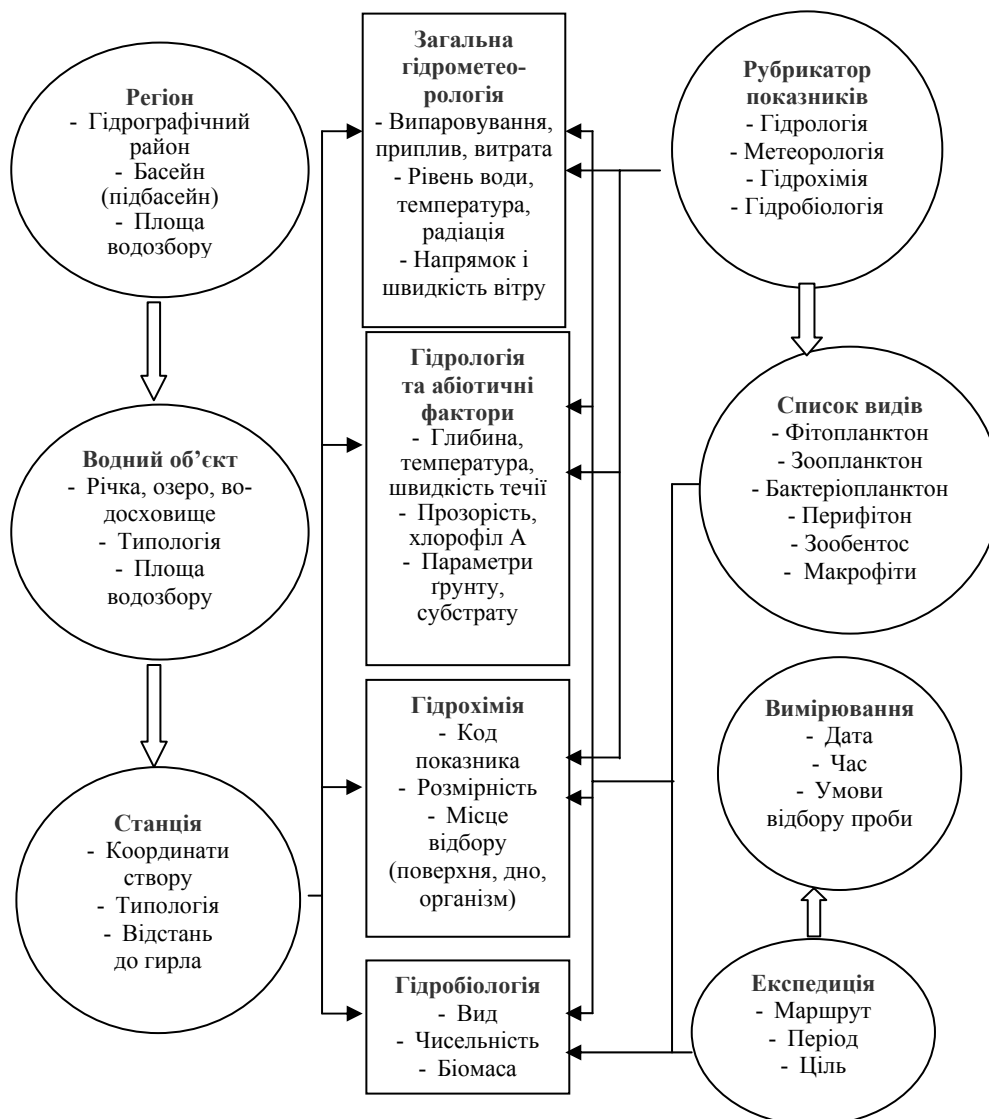 Регіон
- Гідрографічний
район
- Басейн
(підбасейн)
- Площа
водозбору
Водний об’єкт
- Річка, озеро, во-
досховище
- Типологія
- Площа
водозбору
Станція
- Координати
створу
- Типологія
- Відстань
до гирла
Загальна
гідрометео-
рологія
- Випаровування,
приплив, витрата
- Рівень води,
температура,
радіація
- Напрямок і
швидкість вітру
Гідрологія
та абіотичні
фактори
- Глибина,
температура,
швидкість течії
- Прозорість,
хлорофіл А
- Параметри
ґрунту,
субстрату
Гідрохімія
- Код
показника
- Розмірність
- Місце
відбору
(поверхня, дно,
організм)
Гідробіологія
- Вид
- Чисельність
- Біомаса
Рубрикатор
показників
- Гідрологія
- Метеорологія
- Гідрохімія
- Гідробіологія
Список видів
- Фітопланктон
- Зоопланктон
- Бактеріопланктон
- Перифітон
- Зообентос
- Макрофіти
Вимірювання
- Дата
- Час
- Умови
відбору проби
Експедиція
- Маршрут
- Період
- Ціль